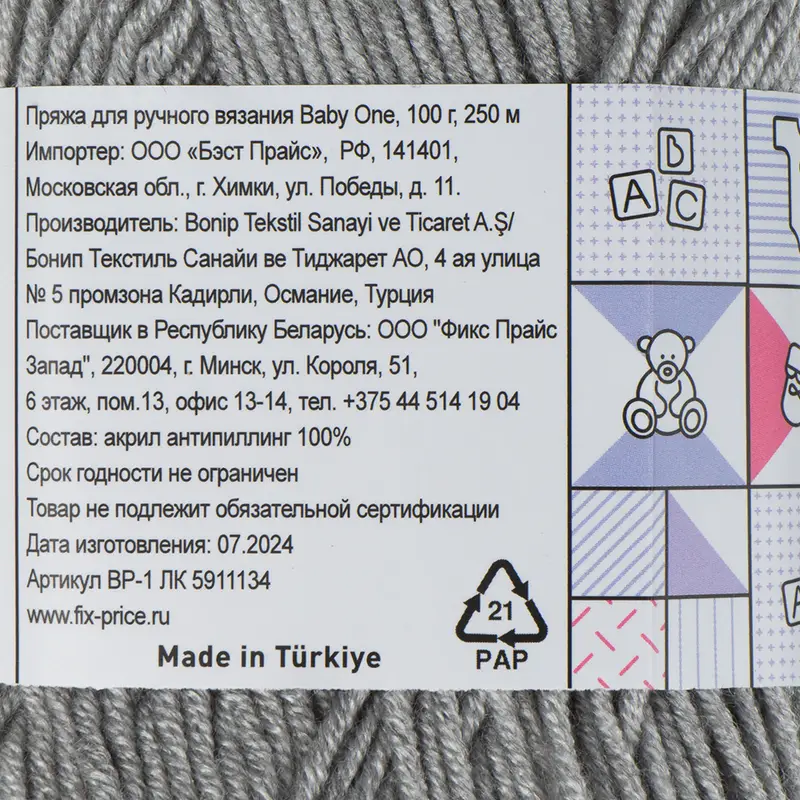 Пряжа для ручного вязания Baby One, 100 г, 250 м
Импортер: ООО «Бэст Прайс», РФ, 141401,
Московская обл., г. Химки, ул. Победы, д. 11.
Производитель: Bonip Tekstil Sanayi ve Ticaret A.Ş/
Бонип Текстиль Санайи ве Тиджарет АО, 4 ая улица
№ 5 промзона Кадирли, Османие, Турция
Поставщик в Республику Беларусь: ООО "Фикс Прайс
Запад", 220004, г. Минск, ул. Короля, 51,
6 этаж, пом.13, офис 13-14, тел. +375 44 514 19 04
Состав: акрил антипиллинг 100%
Срок годности не ограничен
Товар не подлежит обязательной сертификации
Дата изготовления: 07.2024
Артикул ВР-1 ЛК 5911134
www.fix-price.ru
Made in Türkiye
21
PAP
B
A C
A